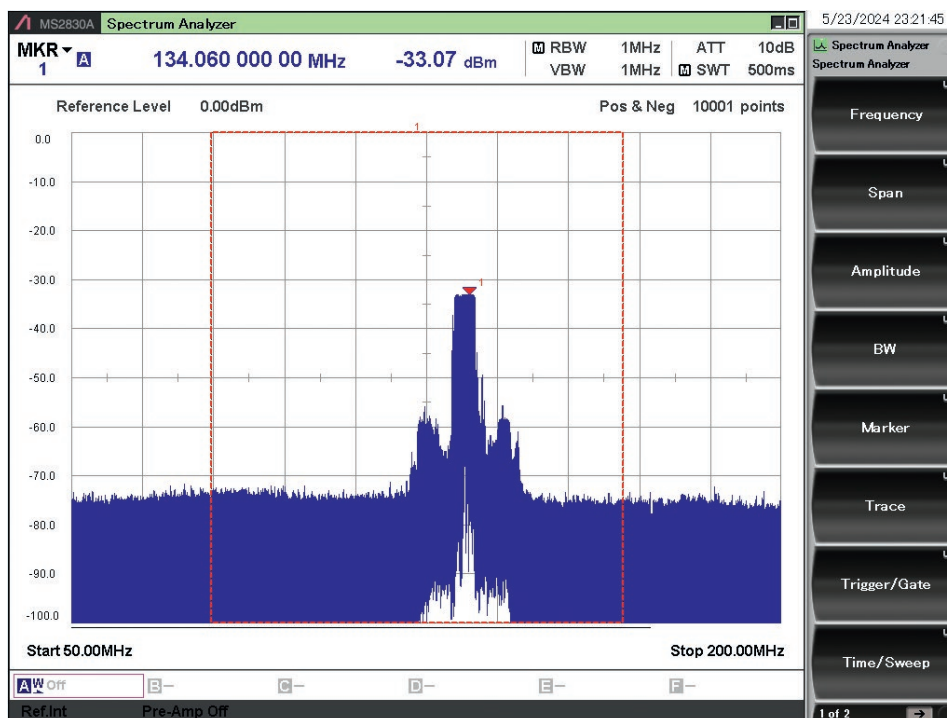 MS2830A Spectrum Analyzer
5/23/2024 23:21:45
MKR A 134.060 000 00 MHz -33.07 dBm
1
M RBW 1MHz ATT 10dB
VBW 1MHz M SWT 500ms
Spectrum Analyzer
Spectrum Analyzer
Reference Level 0.00dBm Pos & Neg 10001 points
1
0.0
-10.0
-20.0
-30.0
1
-40.0
-50.0
-60.0
-70.0
-80.0
-90.0
-100.0
Start 50.00MHz Stop 200.00MHz
A W Off B- C- D- E- F-
Ref.Int Pre-Amp Off
Frequency
Span
Amplitude
BW
Marker
Trace
Trigger/Gate
Time/Sweep
1 of 2